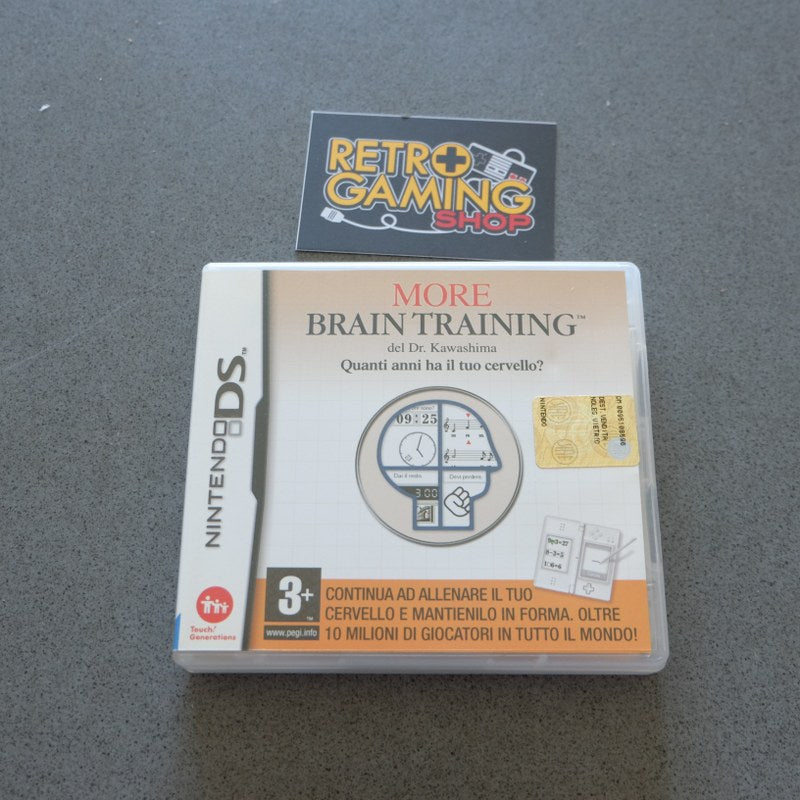 RETRO
GAMING
SHOP
MORE
BRAIN TRAINING™
del Dr. Kawashima
Quanti anni ha il tuo cervello?
NINTENDO DS™
09:25
Dai il resto.
Devi perdere.
3+
www.pegi.info
Touch!
Generations
CONTINUA AD ALLENARE IL TUO
CERVELLO E MANTIENILO IN FORMA. OLTRE
10 MILIONI DI GIOCATORI IN TUTTO IL MONDO!
NINTENDO